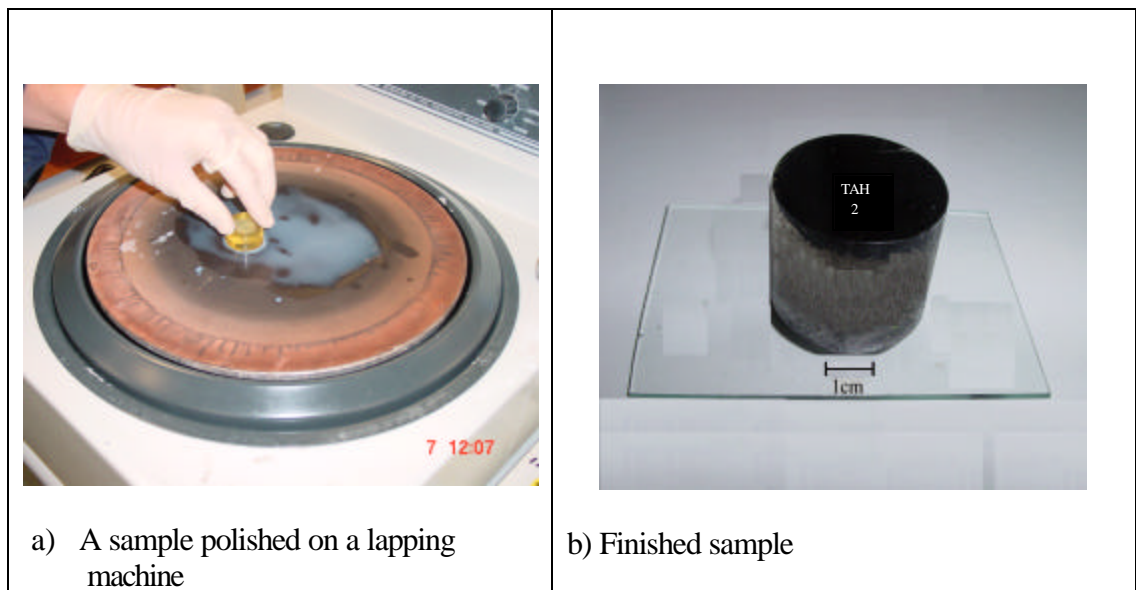 TAH
2
1cm
7 12:07
a) A sample polished on a lapping
machine
b) Finished sample